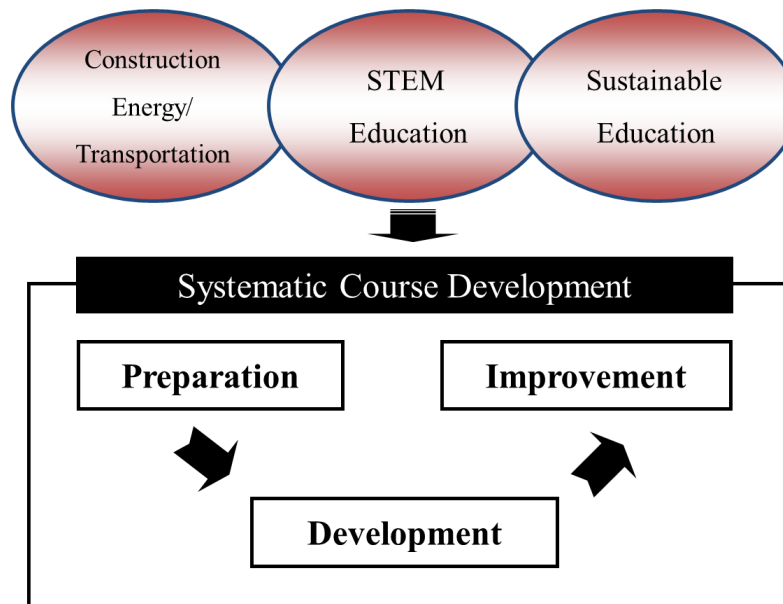 Construction
Energy/
Transportation
STEM
Education
Sustainable
Education
Systematic Course Development
Preparation
Improvement
Development